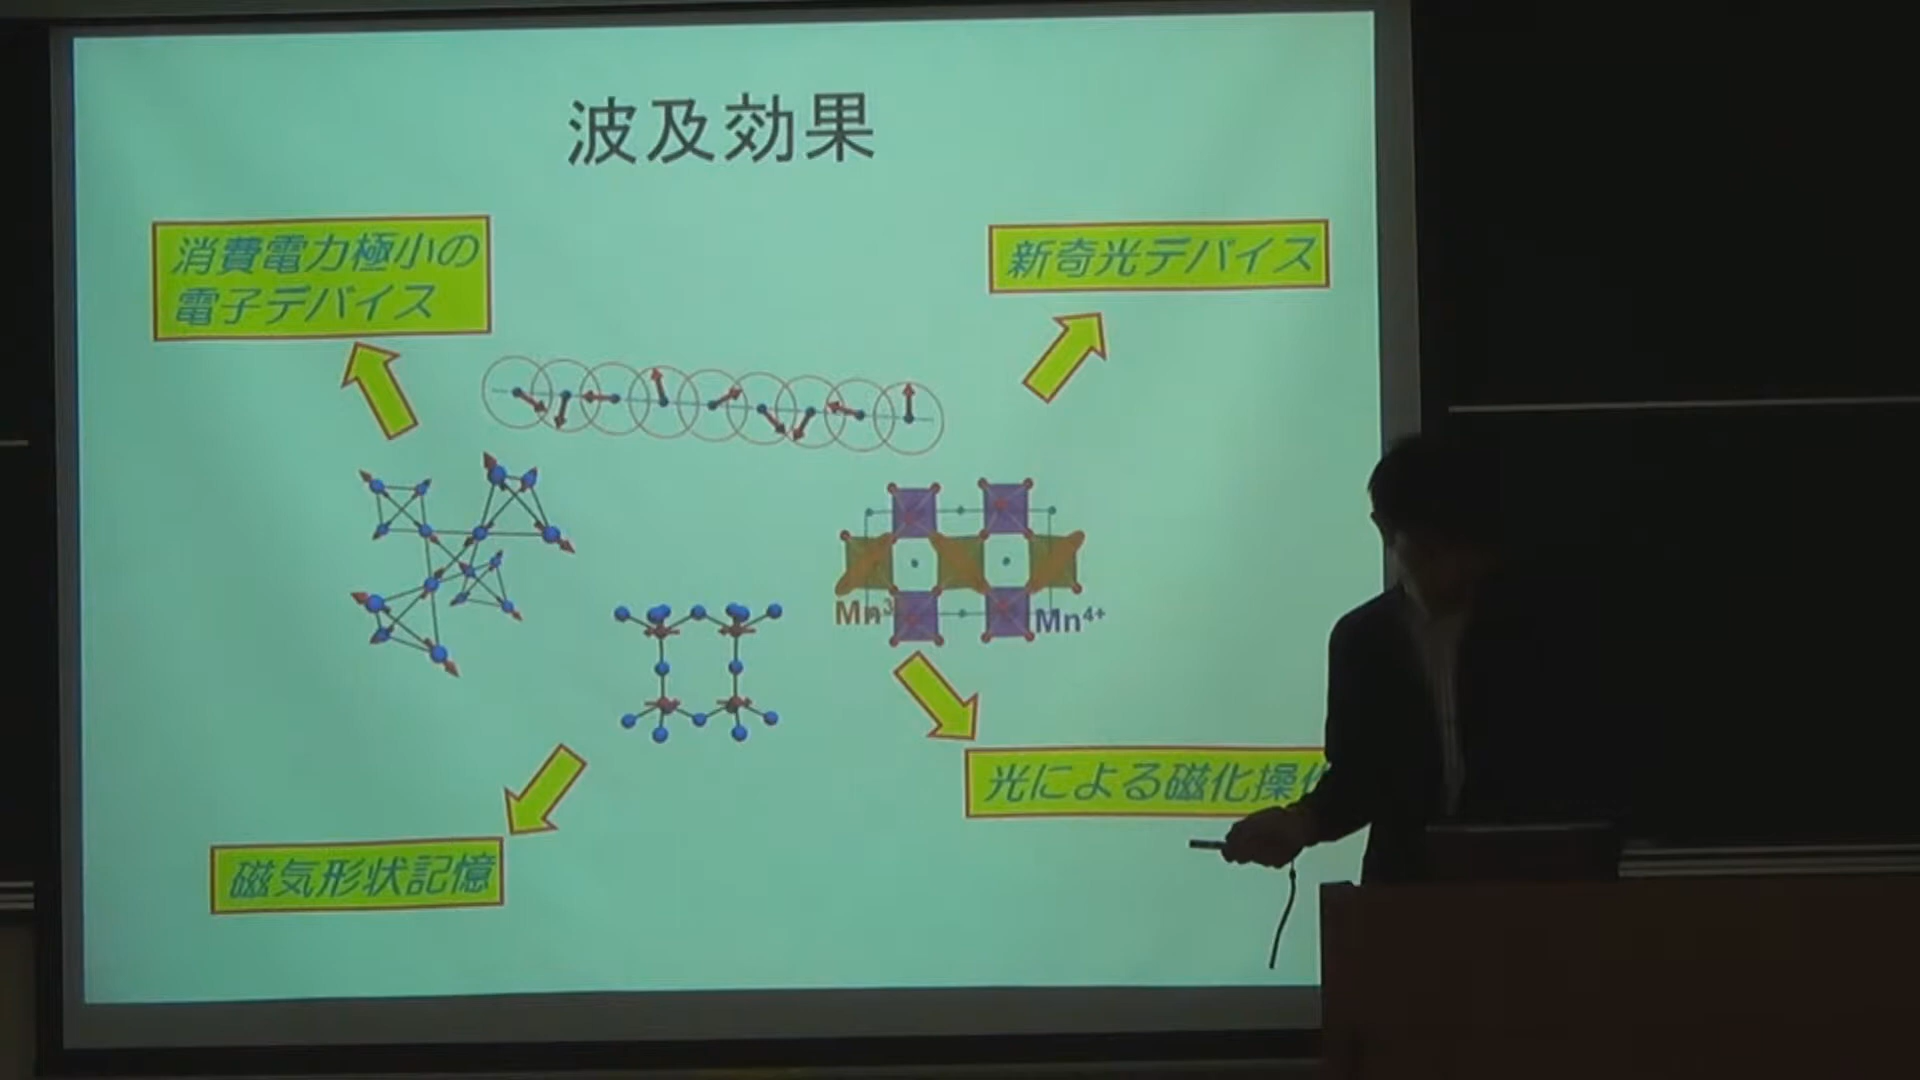 波及効果
消費電力極小の
電子デバイス
新奇光デバイス
Mn3
Mn4+
光による磁化操作
磁気形状記憶